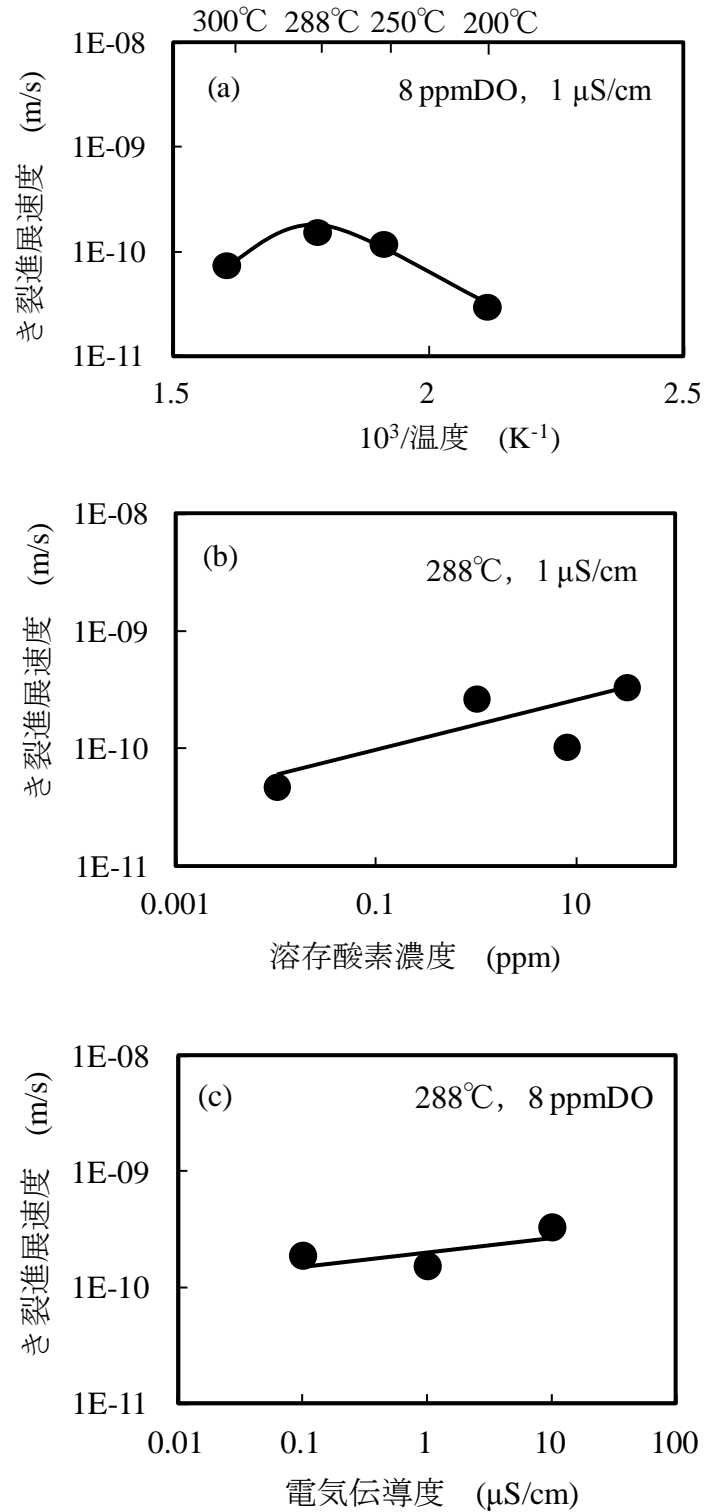 300℃ 288℃ 250℃ 200℃
1E-08
(a) 8 ppmDO, 1 μS/cm
1E-09
1E-10
1E-11
き裂進展速度 (m/s)
1.5 2 2.5
10³/温度 (K⁻¹)
1E-08
(b)
288℃, 1 μS/cm
1E-09
1E-10
1E-11
き裂進展速度 (m/s)
0.001 0.1 10
溶存酸素濃度 (ppm)
1E-08
(c) 288℃, 8 ppmDO
1E-09
1E-10
1E-11
き裂進展速度 (m/s)
0.01 0.1 1 10 100
電気伝導度 (μS/cm)